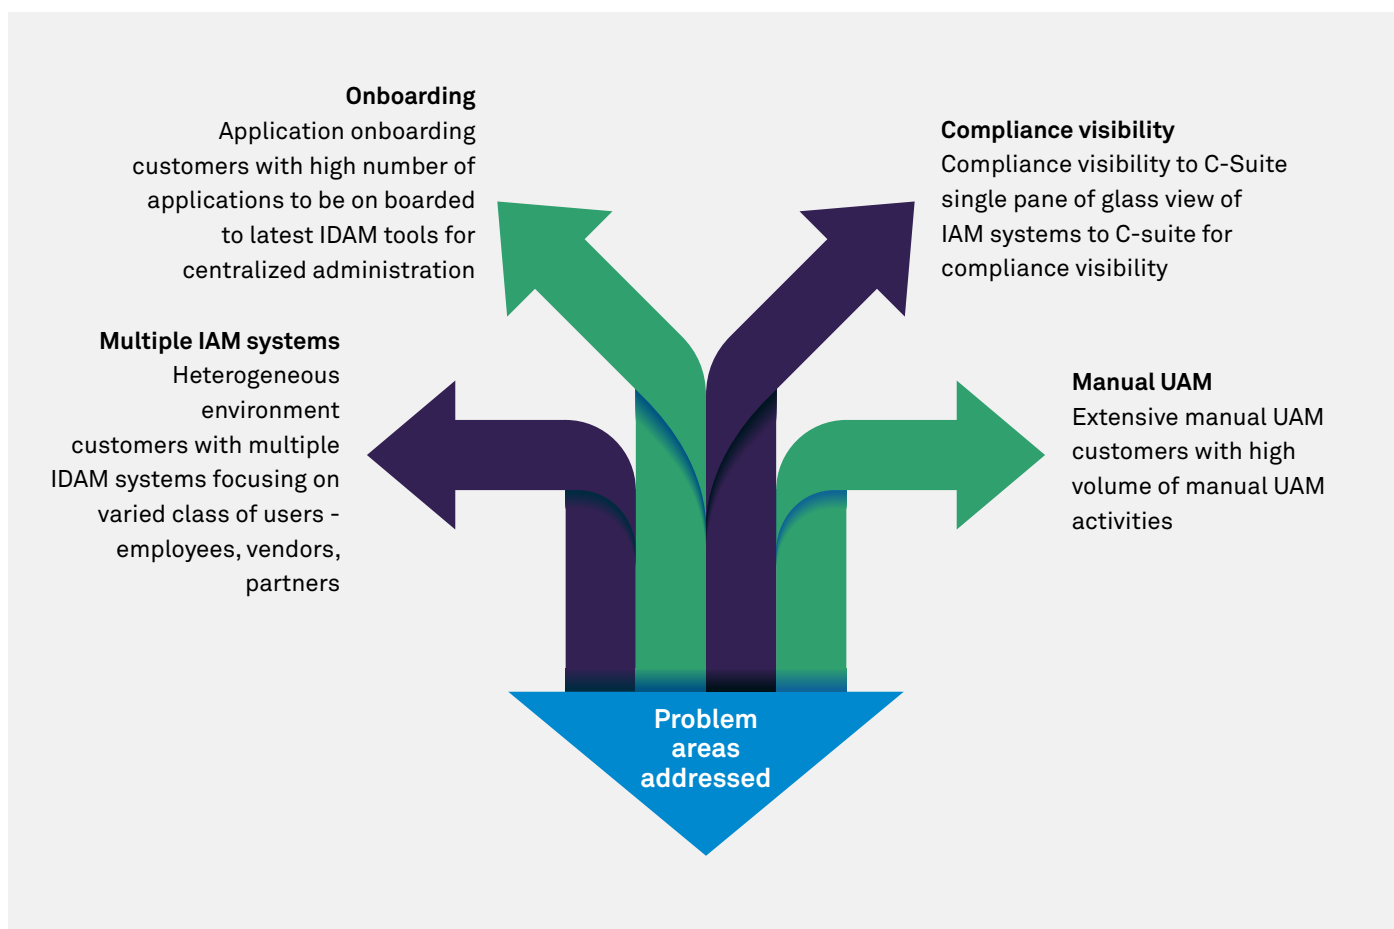 Onboarding
Application onboarding
customers with high number of
applications to be on boarded
to latest IDAM tools for
centralized administration
Multiple IAM systems
Heterogeneous
environment
customers with multiple
IDAM systems focusing on
varied class of users -
employees, vendors,
partners
Compliance visibility
Compliance visibility to C-Suite
single pane of glass view of
IAM systems to C-suite for
compliance visibility
Manual UAM
Extensive manual UAM
customers with high
volume of manual UAM
activities
Problem
areas
addressed